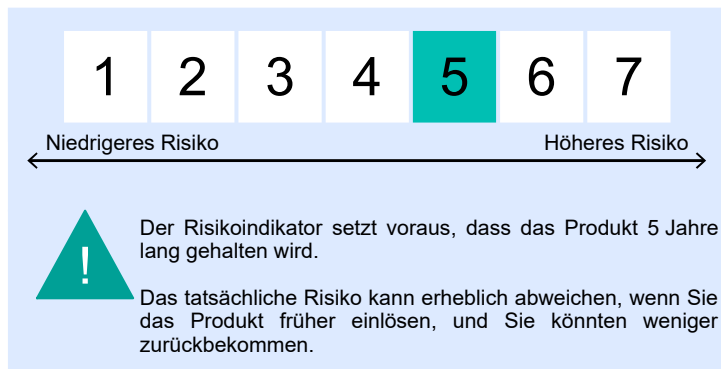 1 2 3 4 5 6 7
Niedrigeres Risiko Höheres Risiko
!
Der Risikoindikator setzt voraus, dass das Produkt 5 Jahre
lang gehalten wird.
Das tatsächliche Risiko kann erheblich abweichen, wenn Sie
das Produkt früher einlösen, und Sie könnten weniger
zurückbekommen.